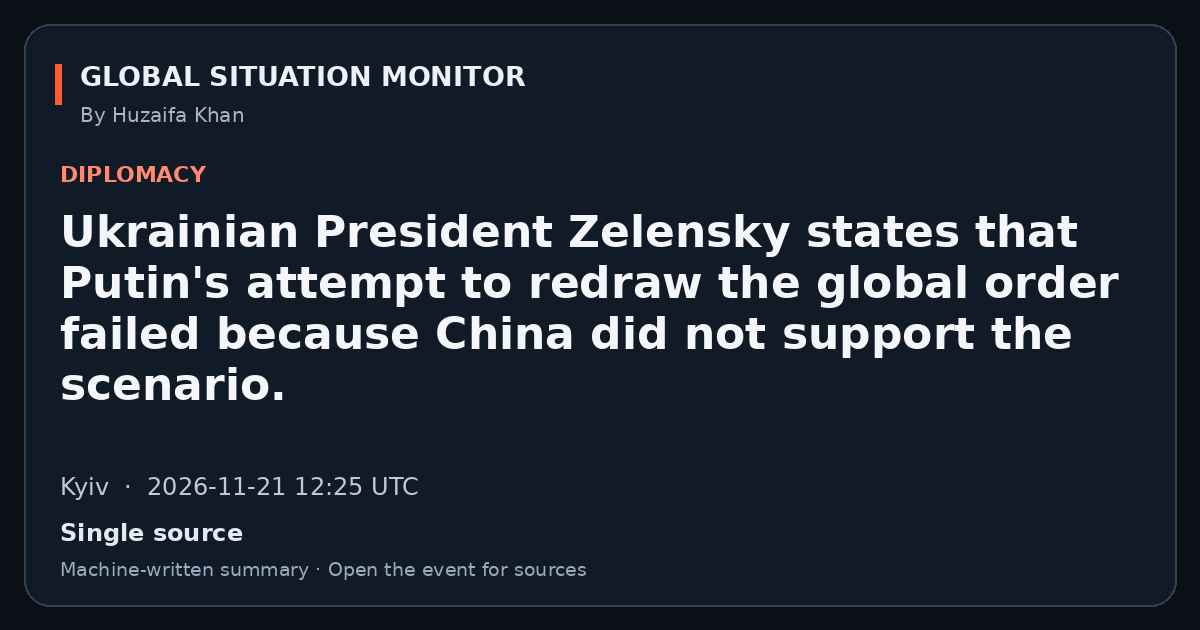 GLOBAL SITUATION MONITOR
By Huzaifa Khan
DIPLOMACY
Ukrainian President Zelensky states that
Putin's attempt to redraw the global order
failed because China did not support the
scenario.
Kyiv · 2026-11-21 12:25 UTC
Single source
Machine-written summary · Open the event for sources